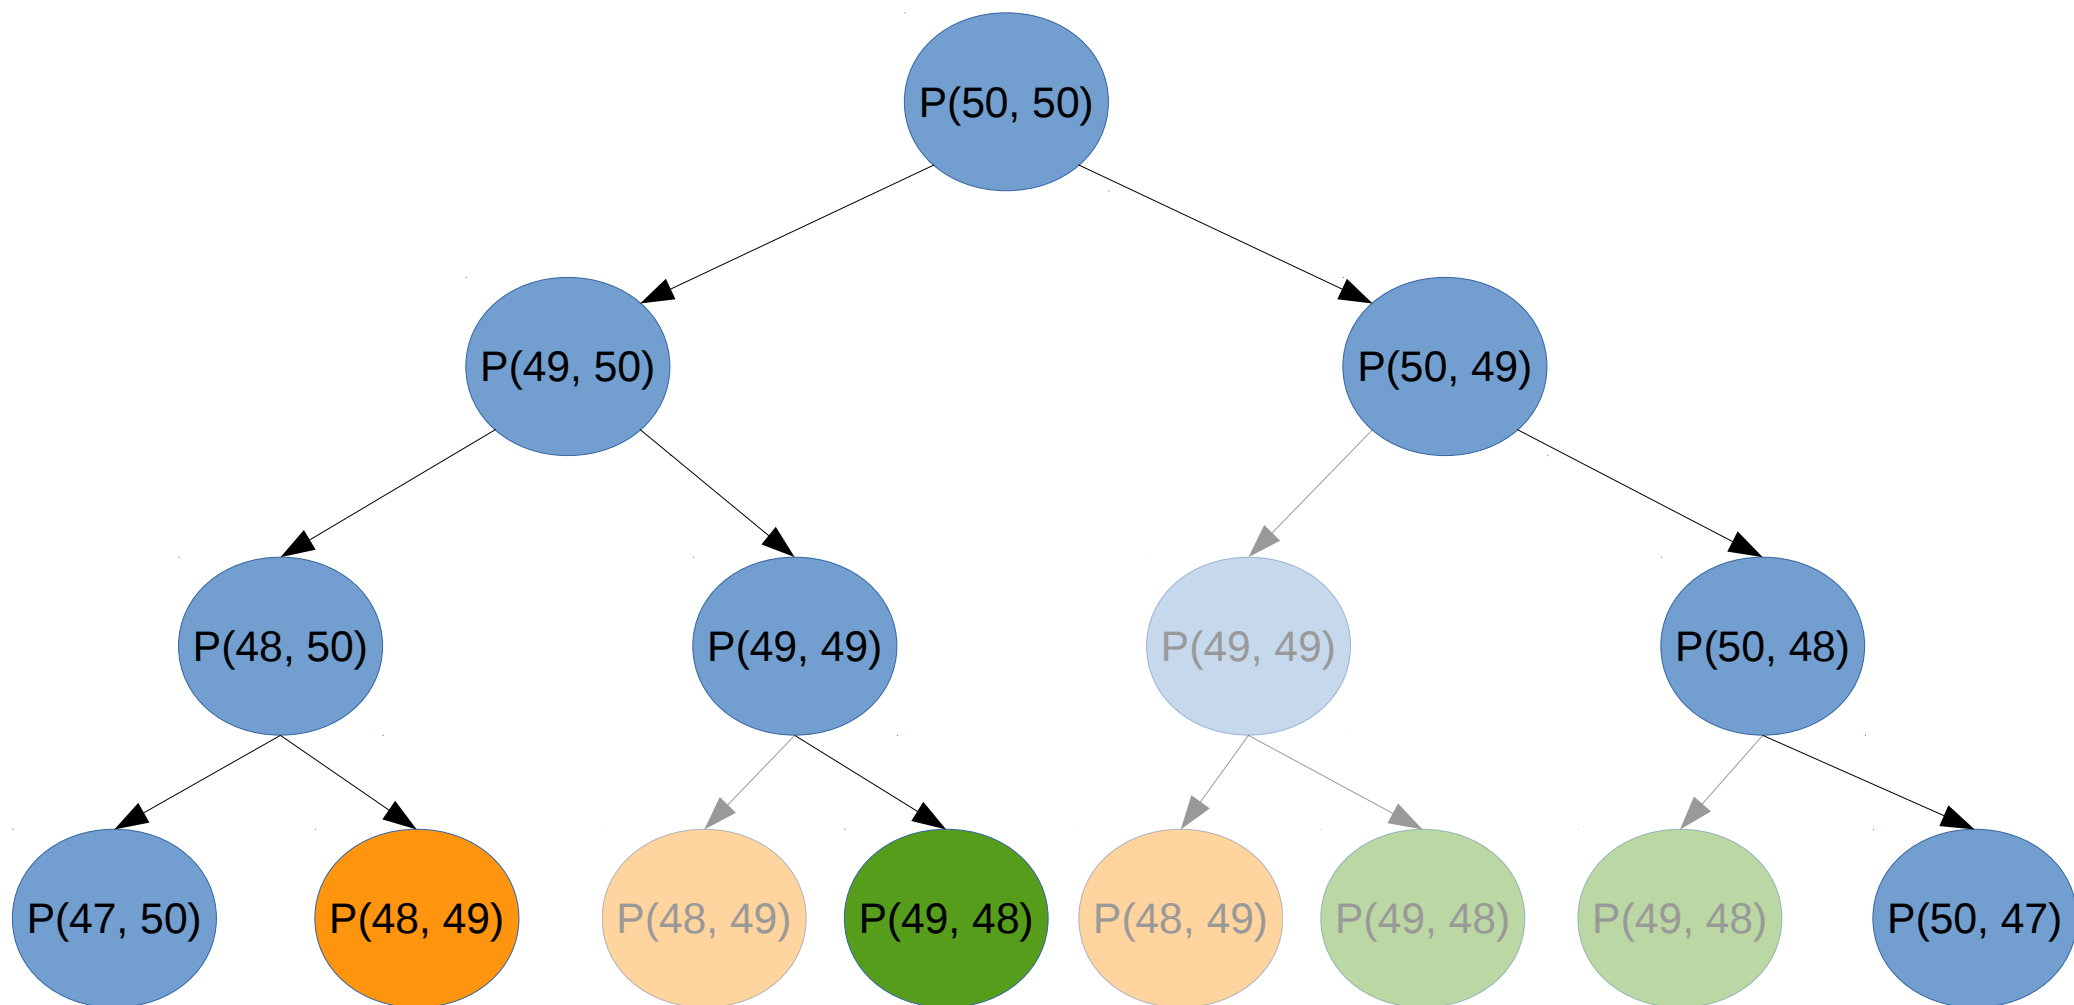 P(50, 50)
P(49, 50)
P(50, 49)
P(48, 50)
P(49, 49)
P(49, 49)
P(50, 48)
P(47, 50)
P(48, 49)
P(48, 49)
P(49, 48)
P(48, 49)
P(49, 48)
P(49, 48)
P(50, 47)